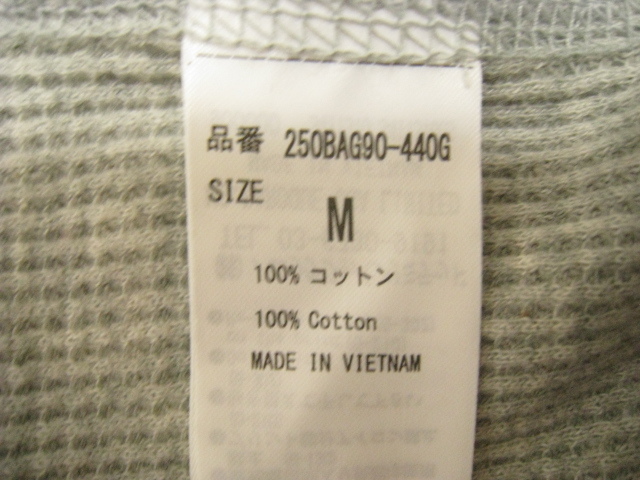 品番 250BAG90-440G
SIZE
M
100% コットン
100% Cotton
MADE IN VIETNAM